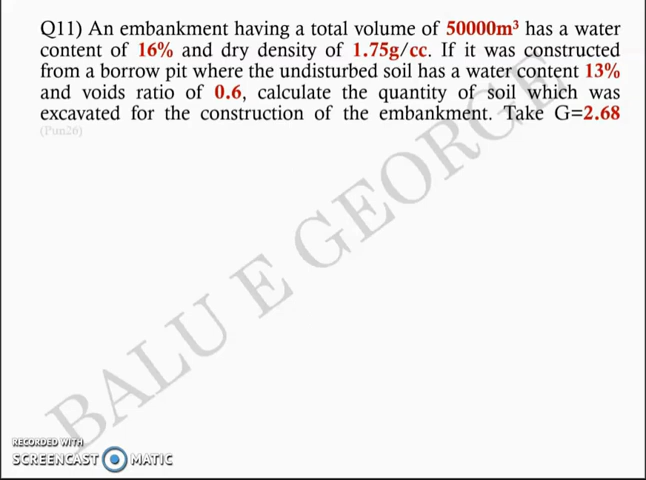 Q11) An embankment having a total volume of 50000m³ has a water
content of 16% and dry density of 1.75g/cc. If it was constructed
from a borrow pit where the undisturbed soil has a water content 13%
and voids ratio of 0.6, calculate the quantity of soil which was
excavated for the construction of the embankment. Take G=2.68
(Pun26)
BALU E GEORGE
RECORDED WITH
SCREENCAST MATIC